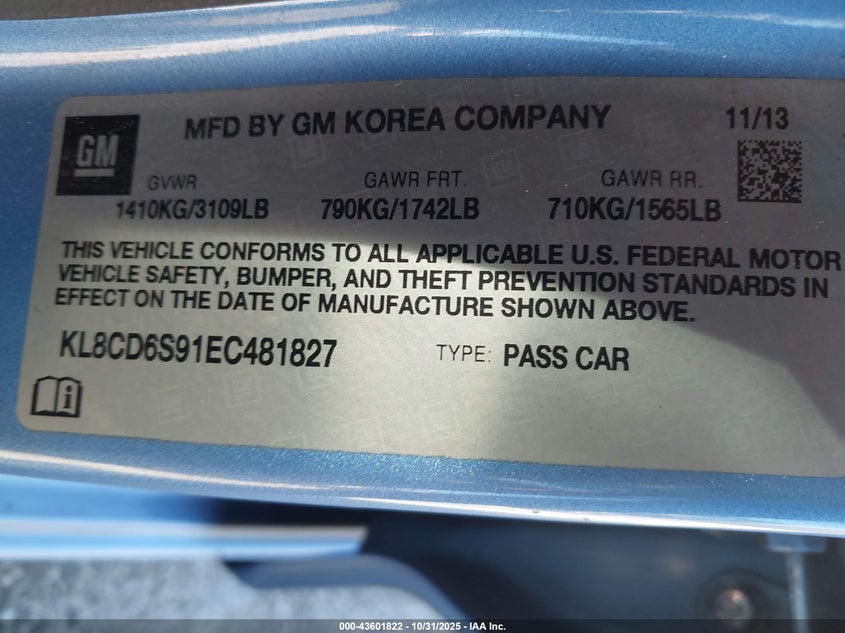 GM
MFD BY GM KOREA COMPANY 11/13
GVWR GAWR FRT. GAWR RR.
1410KG/3109LB 790KG/1742LB 710KG/1565LB
THIS VEHICLE CONFORMS TO ALL APPLICABLE U.S. FEDERAL MOTOR
VEHICLE SAFETY, BUMPER, AND THEFT PREVENTION STANDARDS IN
EFFECT ON THE DATE OF MANUFACTURE SHOWN ABOVE.
KL8CD6S91EC481827 TYPE: PASS CAR
000-43601822 - 10/31/2025 - IAA Inc.